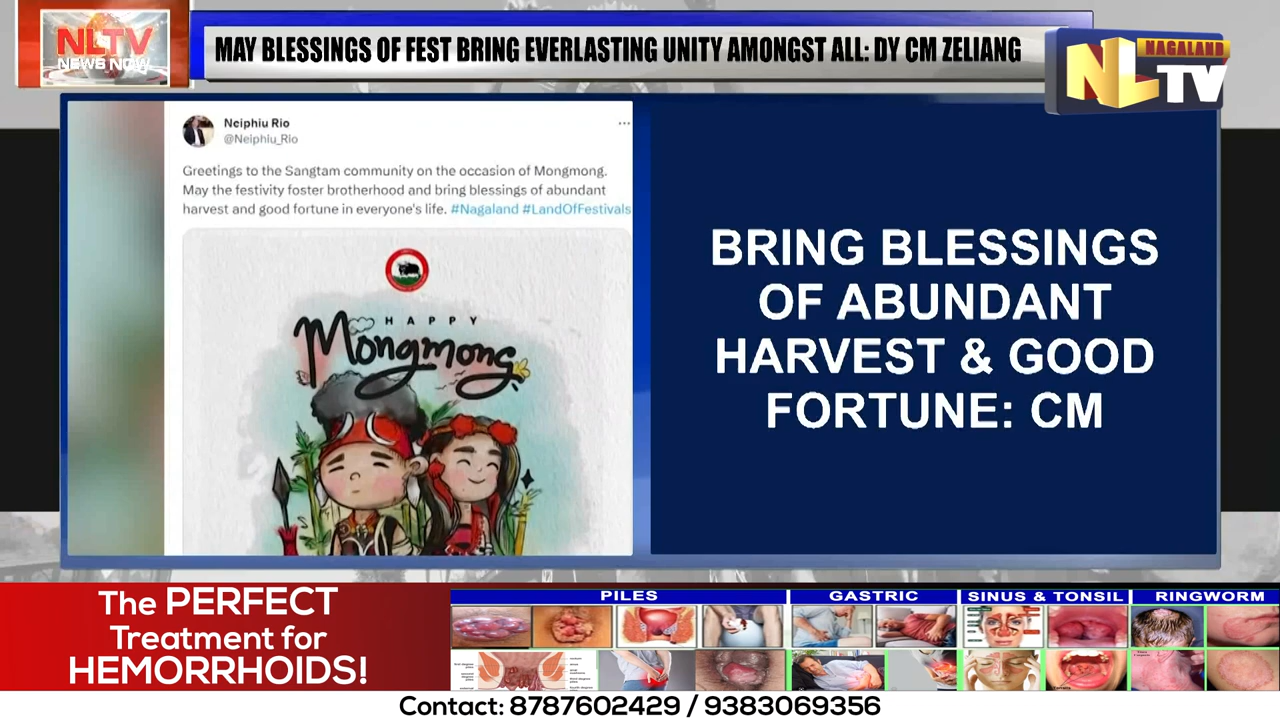 NLTV
NEWS NOW
MAY BLESSINGS OF FEST BRING EVERLASTING UNITY AMONGST ALL: DY CM ZELIANG
NAGALAND
NLTV
Neiphiu Rio
@Neiphiu_Rio
Greetings to the Sangtam community on the occasion of Mongmong.
May the festivity foster brotherhood and bring blessings of abundant
harvest and good fortune in everyone's life. #Nagaland #LandOfFestivals
HAPPY
Mongmong
BRING BLESSINGS
OF ABUNDANT
HARVEST & GOOD
FORTUNE: CM
The PERFECT
Treatment for
HEMORRHOIDS!
PILES
GASTRIC
SINUS & TONSIL
RINGWORM
Contact: 8787602429 / 9383069356